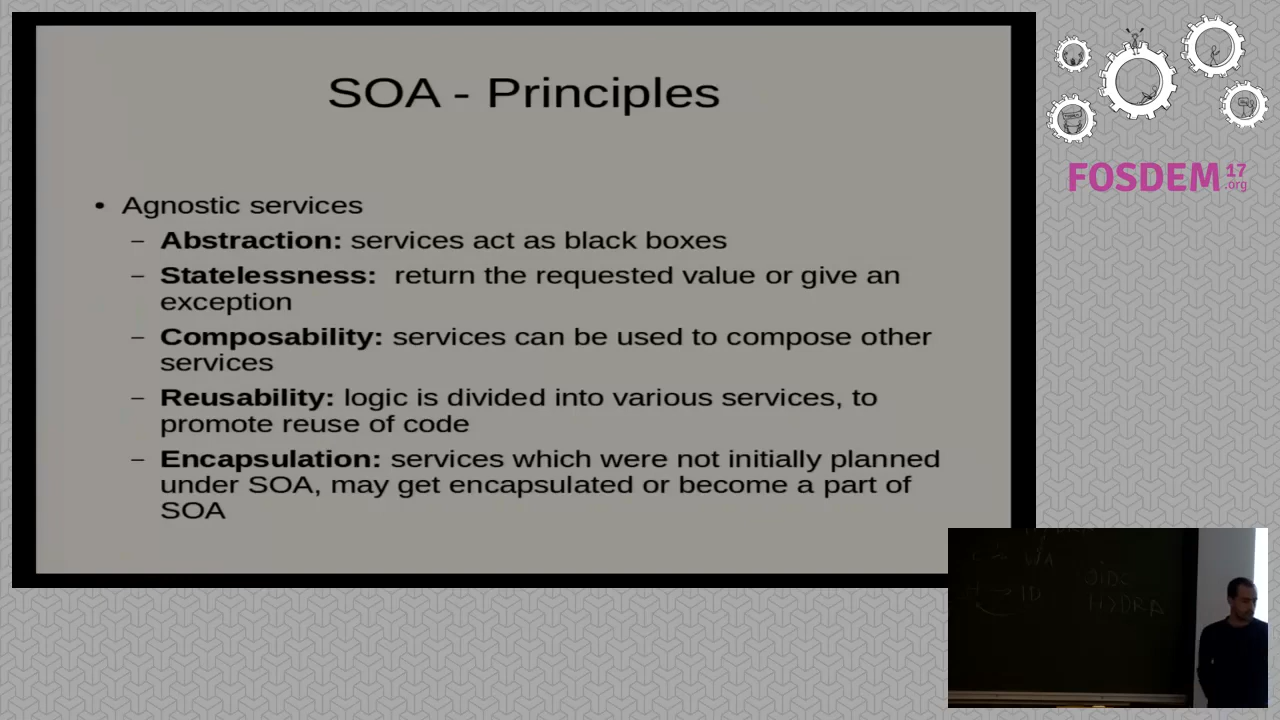 SOA - Principles
• Agnostic services
– Abstraction: services act as black boxes
– Statelessness: return the requested value or give an
exception
– Composability: services can be used to compose other
services
– Reusability: logic is divided into various services, to
promote reuse of code
– Encapsulation: services which were not initially planned
under SOA, may get encapsulated or become a part of
SOA
FOSDEM 17
.org
HYDRA